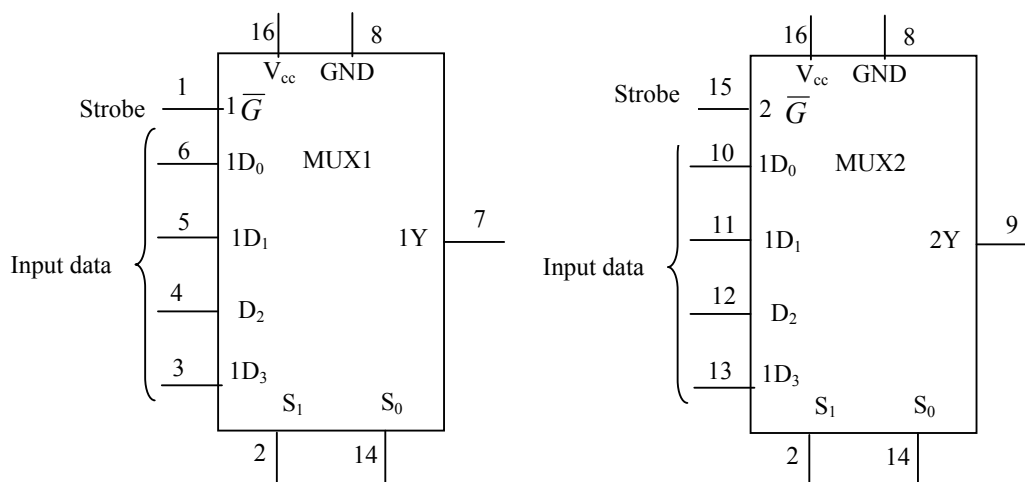 16 8
V_cc GND
1
Strobe 1 G̅
6 1D₀ MUX1
5 1D₁ 1Y 7
Input data
4 D₂
3 1D₃
S₁ S₀
2 14
16 8
V_cc GND
15
Strobe 2 G̅
10 1D₀ MUX2
11 1D₁ 2Y 9
Input data
12 D₂
13 1D₃
S₁ S₀
2 14